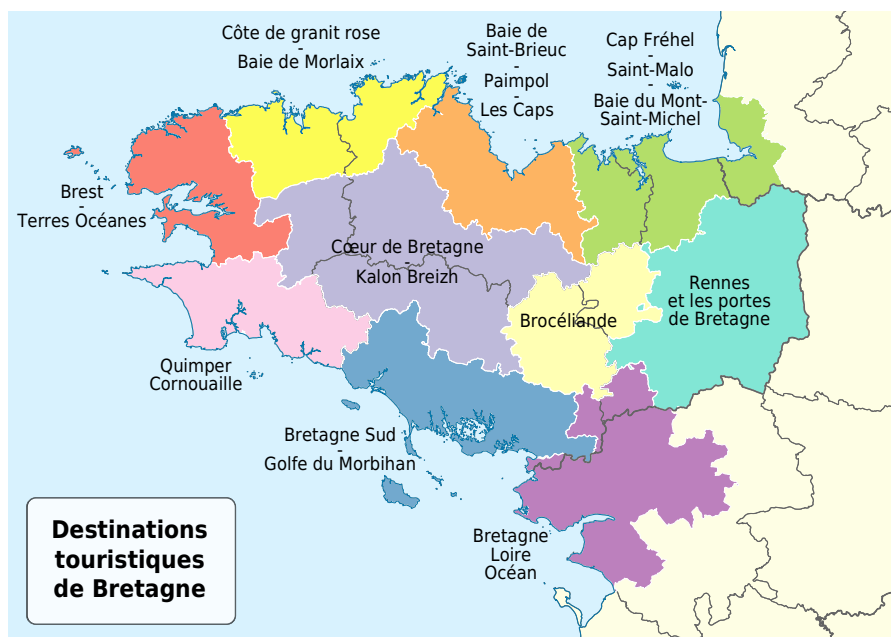 Côte de granit rose
-
Baie de Morlaix
Baie de
Saint-Brieuc
-
Paimpol
-
Les Caps
Cap Fréhel
-
Saint-Malo
-
Baie du Mont-
Saint-Michel
Brest
-
Terres Océanes
Cœur de Bretagne
-
Kalon Breizh
Rennes
et les portes
de Bretagne
Brocéliande
Quimper
Cornouaille
Bretagne Sud
-
Golfe du Morbihan
Bretagne
Loire
Océan
Destinations
touristiques
de Bretagne